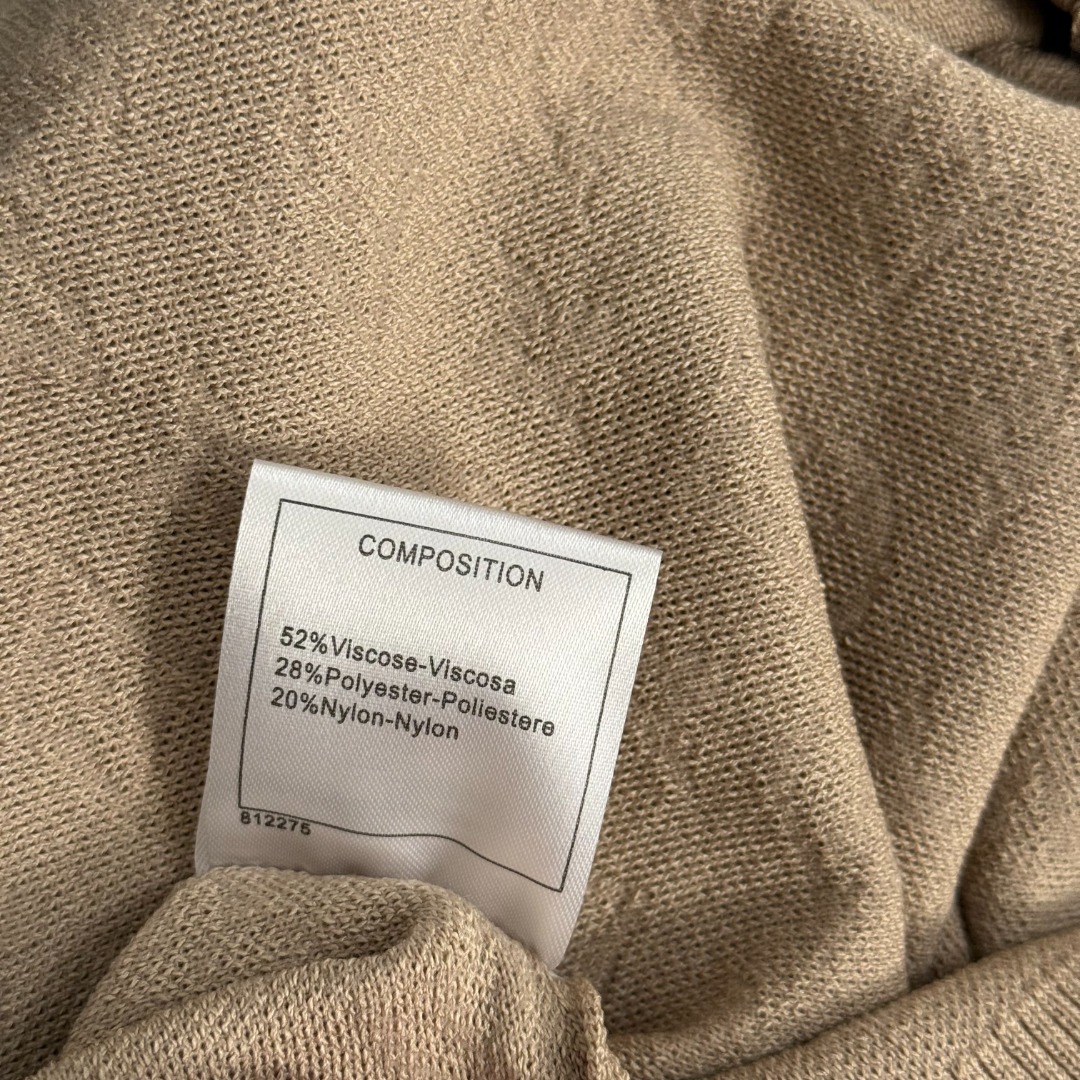 COMPOSITION
52%Viscose-Viscosa
28%Polyester-Poliestere
20%Nylon-Nylon
812275